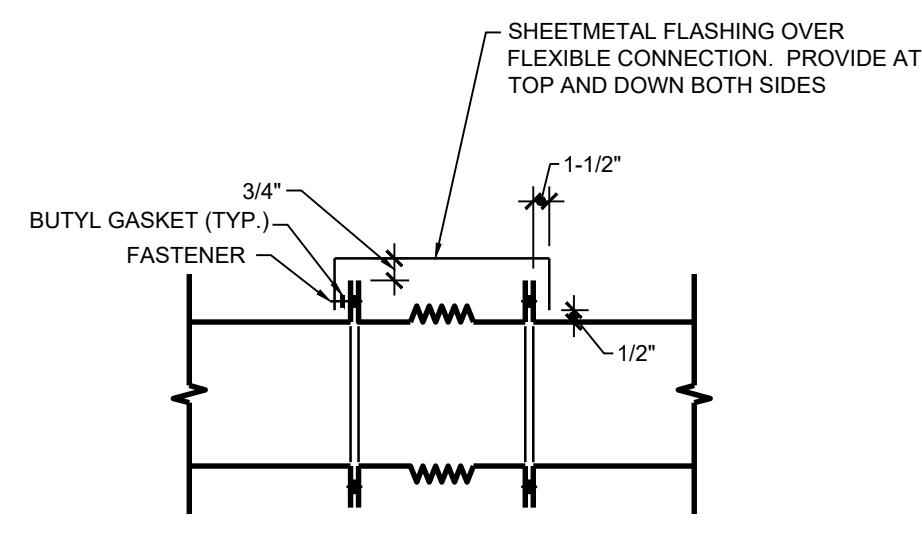 SHEETMETAL FLASHING OVER
FLEXIBLE CONNECTION.  PROVIDE AT
TOP AND DOWN BOTH SIDES
1-1/2"
3/4"
BUTYL GASKET (TYP.)
FASTENER
1/2"